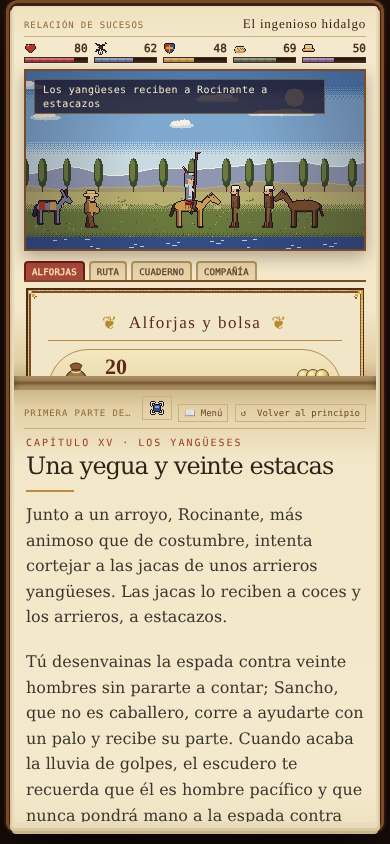 RELACIÓN DE SUCESOS
El ingenioso hidalgo
80 62 48 69 50
Los yangüeses reciben a Rocinante a
estacazos
ALFORJAS RUTA CUADERNO COMPAÑÍA
Alforjas y bolsa
20
PRIMERA PARTE DE…
Menú
↺ Volver al principio
CAPÍTULO XV · LOS YANGÜESES
Una yegua y veinte estacas
Junto a un arroyo, Rocinante, más
animoso que de costumbre, intenta
cortejar a las jacas de unos arrieros
yangüeses. Las jacas lo reciben a coces y
los arrieros, a estacazos.
Tú desenvainas la espada contra veinte
hombres sin pararte a contar; Sancho,
que no es caballero, corre a ayudarte con
un palo y recibe su parte. Cuando acaba
la lluvia de golpes, el escudero te
recuerda que él es hombre pacífico y que
nunca pondrá mano a la espada contra